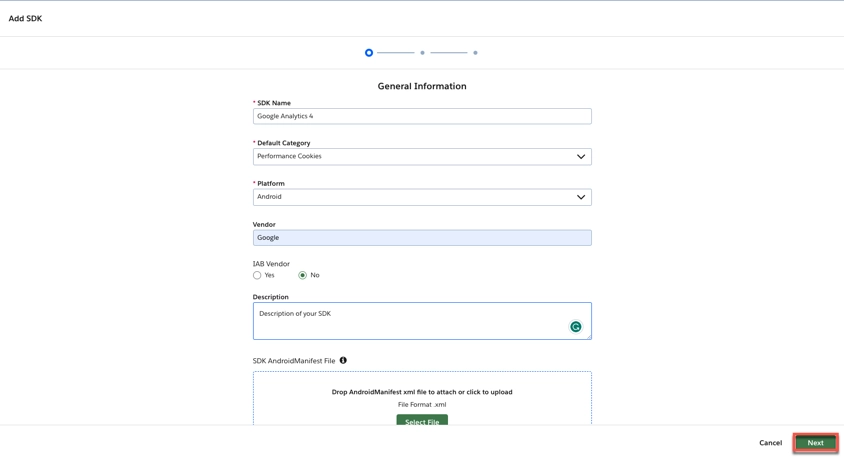 Add SDK
General Information
* SDK Name
Google Analytics 4
* Default Category
Performance Cookies
* Platform
Android
Vendor
Google
IAB Vendor
Yes No
Description
Description of your SDK
SDK AndroidManifest File
Drop AndroidManifest xml file to attach or click to upload
File Format .xml
Select File
Cancel Next